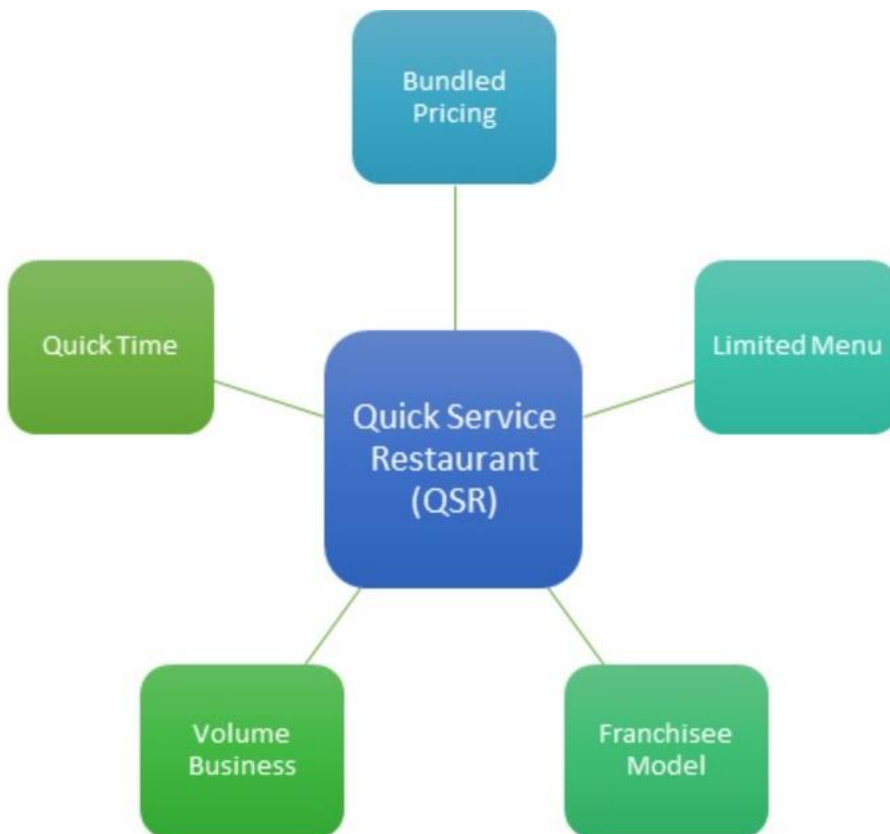 Bundled
Pricing
Quick Time
Limited Menu
Quick Service
Restaurant
(QSR)
Volume
Business
Franchisee
Model